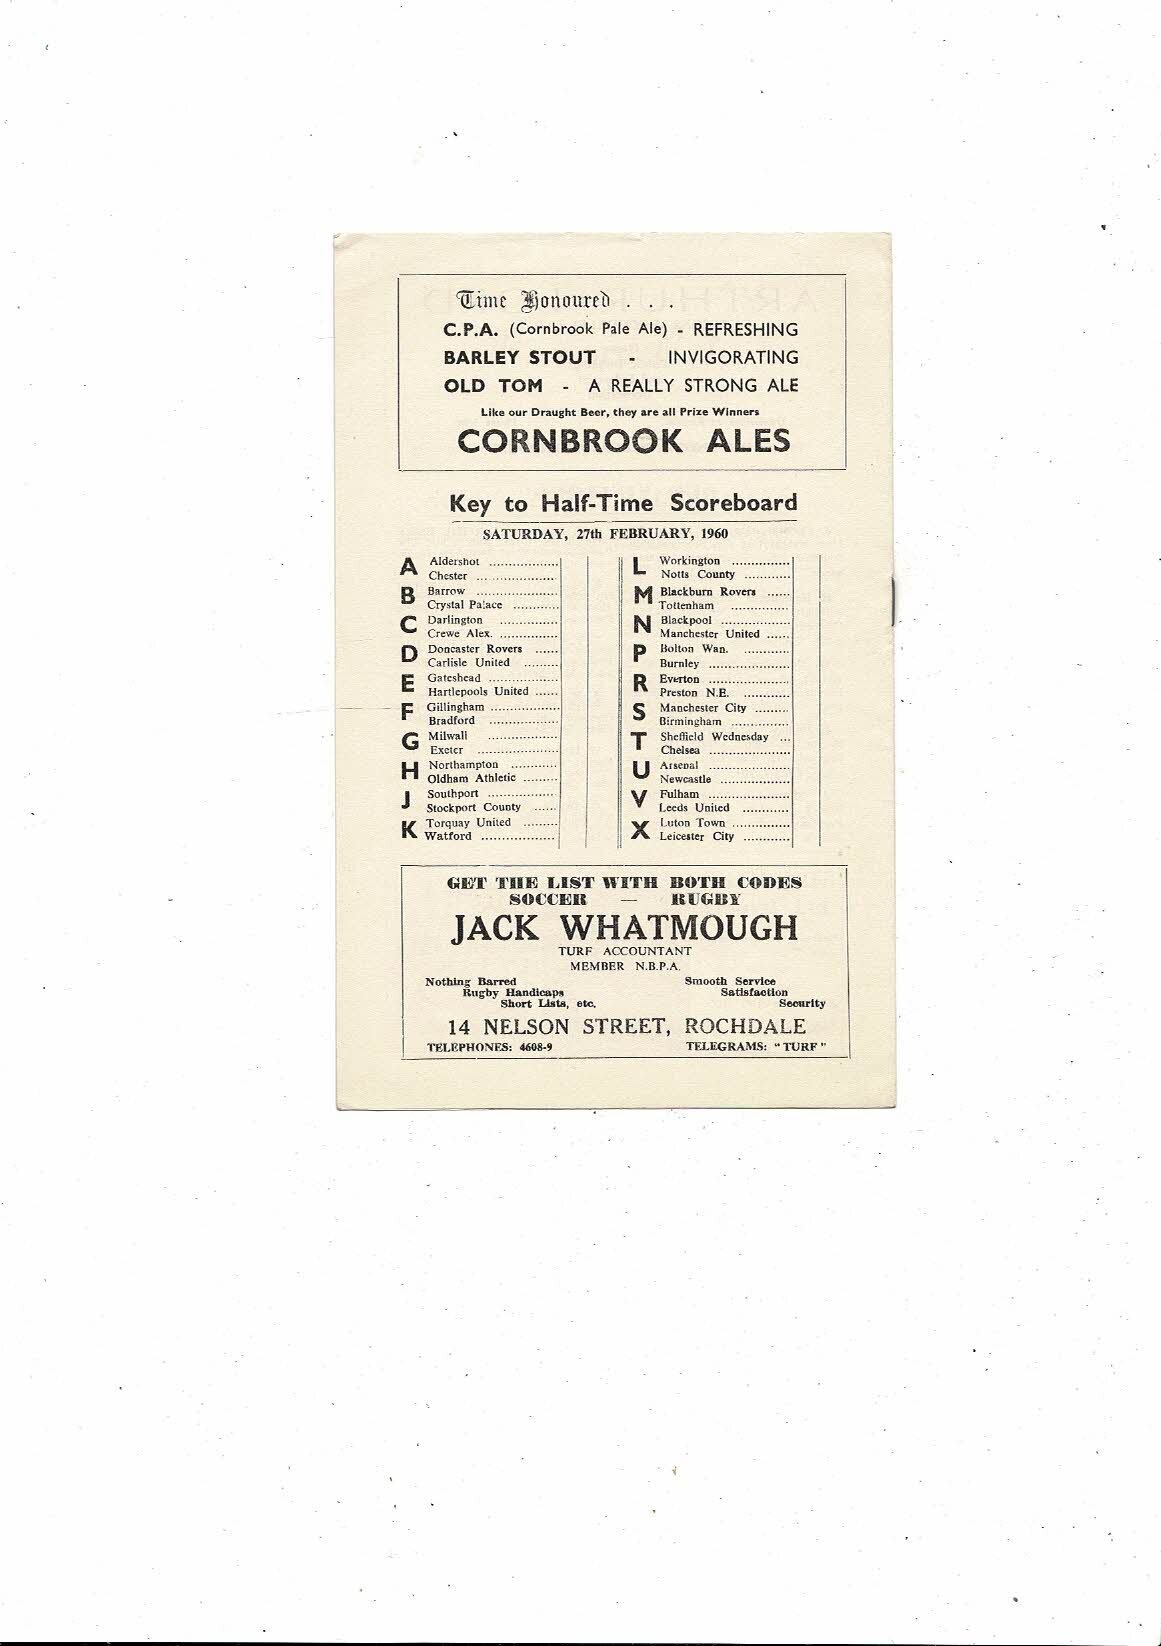 Time Honoured . . .
C.P.A. (Cornbrook Pale Ale) - REFRESHING
BARLEY STOUT - INVIGORATING
OLD TOM - A REALLY STRONG ALE
Like our Draught Beer, they are all Prize Winners
CORNBROOK ALES
Key to Half-Time Scoreboard
SATURDAY, 27th FEBRUARY, 1960
A Aldershot ..................
Chester .....................
B Barrow .....................
Crystal Palace ............
C Darlington ...............
Crewe Alex. ...............
D Doncaster Rovers ......
Carlisle United .........
E Gateshead ..................
Hartlepools United ......
F Gillingham ..................
Bradford ..................
G Milwall ..................
Exeter .....................
H Northampton ............
Oldham Athletic .........
J Southport .................
Stockport County ......
K Torquay United .........
Watford ...................
L Workington ...............
Notts County ............
M Blackburn Rovers ......
Tottenham ...............
N Blackpool ..................
Manchester United ......
P Bolton Wan. ............
Burnley .....................
R Everton .....................
Preston N.E. ............
S Manchester City .........
Birmingham ...............
T Sheffield Wednesday ...
Chelsea .....................
U Arsenal .....................
Newcastle ..................
V Fulham .....................
Leeds United ............
X Luton Town ...............
Leicester City ............
GET THE LIST WITH BOTH CODES
SOCCER — RUGBY
JACK WHATMOUGH
TURF ACCOUNTANT
MEMBER N.B.P.A.
Nothing Barred Smooth Service
Rugby Handicaps Satisfaction
Short Lists, etc. Security
14 NELSON STREET, ROCHDALE
TELEPHONES: 4608-9 TELEGRAMS: "TURF"